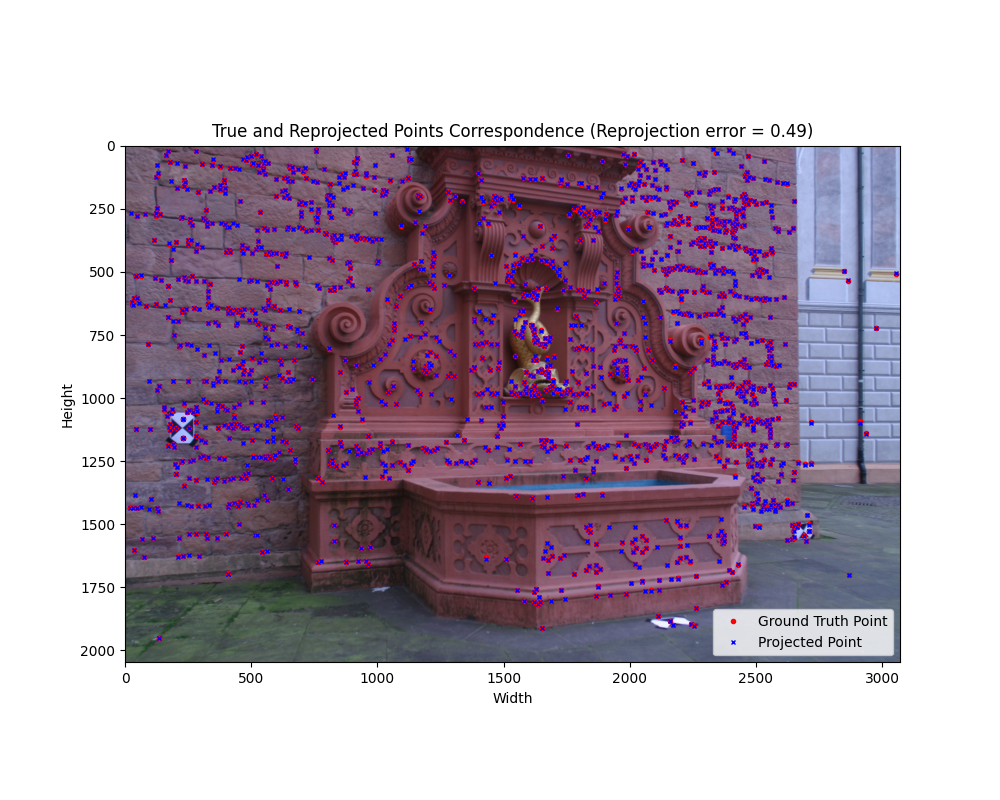 True and Reprojected Points Correspondence (Reprojection error = 0.49)
0
250
500
750
1000
1250
1500
1750
2000
Height
0 500 1000 1500 2000 2500 3000
Width
Ground Truth Point
Projected Point